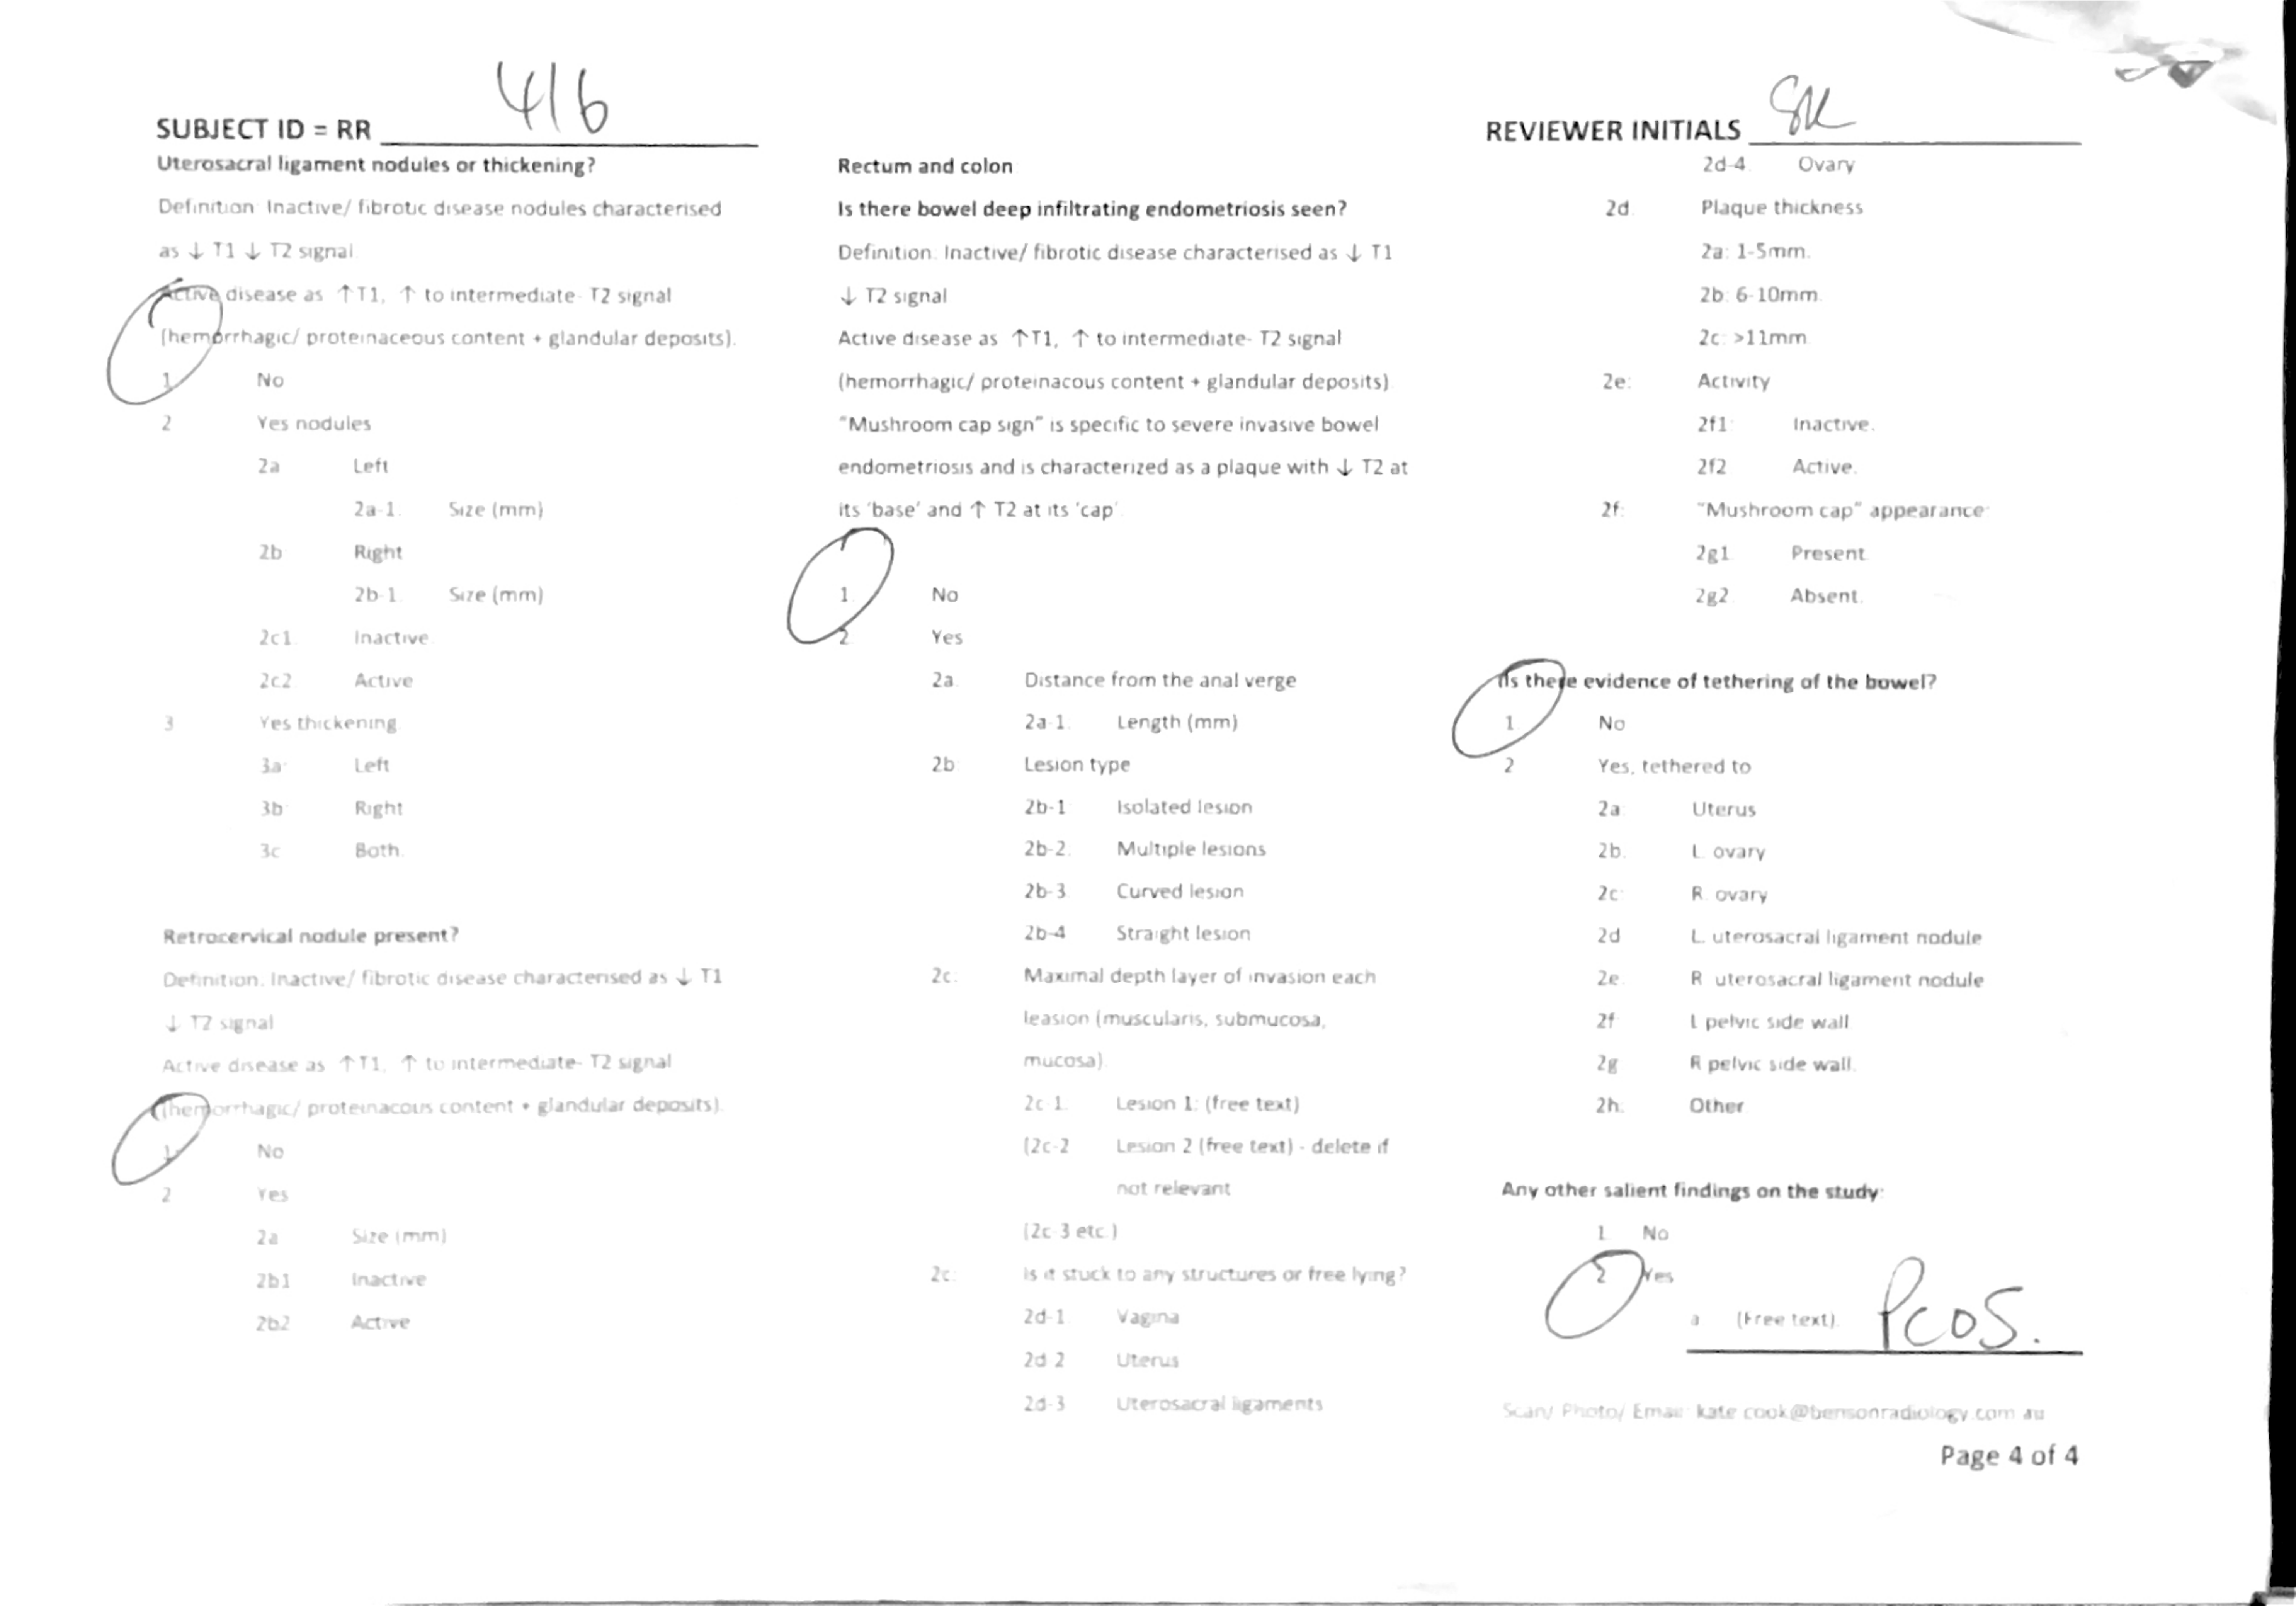 SUBJECT ID = RR 416
REVIEWER INITIALS SK
Uterosacral ligament nodules or thickening?
Definition: Inactive/ fibrotic disease nodules characterised
as ↓ T1 ↓ T2 signal
Active disease as ↑T1, ↑ to intermediate- T2 signal
(hemorrhagic/ proteinaceous content + glandular deposits).
1 No
2 Yes nodules
2a Left
2a-1. Size (mm)
2b Right
2b-1. Size (mm)
2c1. Inactive.
2c2 Active
3 Yes thickening
3a: Left
3b: Right
3c Both.
Retrocervical nodule present?
Definition. Inactive/ fibrotic disease characterised as ↓ T1
↓ T2 signal
Active disease as ↑T1, ↑ to intermediate- T2 signal
(hemorrhagic/ proteinacous content + glandular deposits).
1. No
2 Yes
2a Size (mm)
2b1 Inactive
2b2 Active
Rectum and colon
Is there bowel deep infiltrating endometriosis seen?
Definition. Inactive/ fibrotic disease characterised as ↓ T1
↓ T2 signal
Active disease as ↑T1, ↑ to intermediate- T2 signal
(hemorrhagic/ proteinacous content + glandular deposits).
"Mushroom cap sign" is specific to severe invasive bowel
endometriosis and is characterized as a plaque with ↓ T2 at
its 'base' and ↑ T2 at its 'cap'.
1. No
2. Yes
2a. Distance from the anal verge
2a-1. Length (mm)
2b: Lesion type
2b-1 Isolated lesion
2b-2. Multiple lesions
2b-3 Curved lesion
2b-4 Straight lesion
2c: Maximal depth layer of invasion each
leasion (muscularis, submucosa,
mucosa).
2c-1. Lesion 1: (free text)
(2c-2 Lesion 2 (free text) - delete if
not relevant
(2c-3 etc.)
2c: Is it stuck to any structures or free lying?
2d-1 Vagina
2d-2 Uterus
2d-3 Uterosacral ligaments
2d-4. Ovary
2d. Plaque thickness
2a: 1-5mm.
2b: 6-10mm.
2c: >11mm
2e: Activity
2f1: Inactive.
2f2 Active.
2f: "Mushroom cap" appearance:
2g1 Present.
2g2. Absent.
Is there evidence of tethering of the bowel?
1. No
2 Yes, tethered to
2a Uterus
2b. L. ovary
2c: R. ovary
2d L. uterosacral ligament nodule
2e. R. uterosacral ligament nodule
2f: L pelvic side wall
2g R pelvic side wall.
2h. Other
Any other salient findings on the study:
1. No
2 Yes
a (Free text). PCOS.
Scan/ Photo/ Email: kate.cook@bensonradiology.com.au
Page 4 of 4